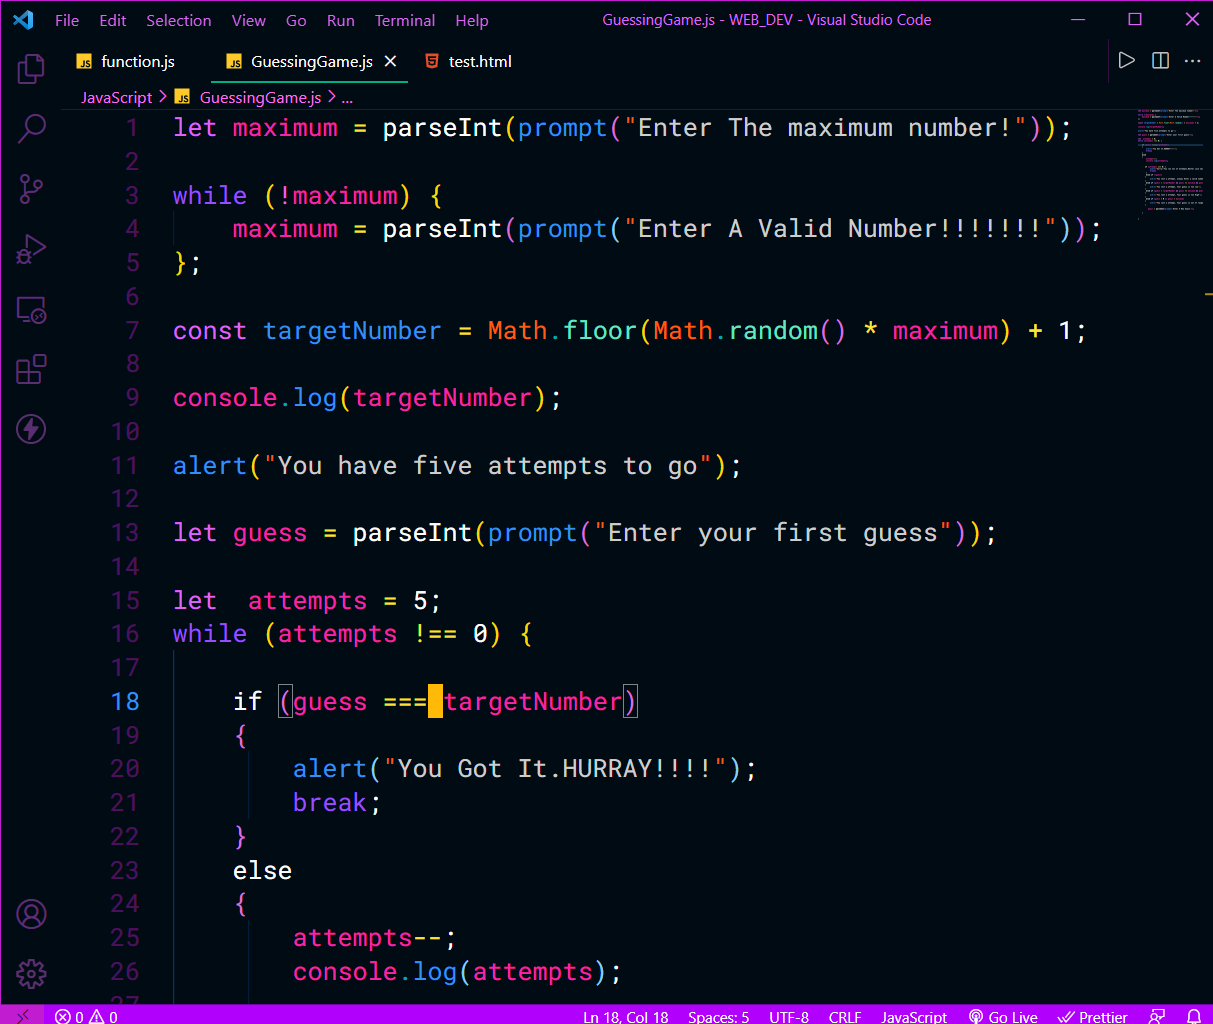 File Edit Selection View Go Run Terminal Help GuessingGame.js - WEB_DEV - Visual Studio Code
JS function.js JS GuessingGame.js test.html
JavaScript > JS GuessingGame.js > ...
1 let maximum = parseInt(prompt("Enter The maximum number!"));
2
3 while (!maximum) {
4     maximum = parseInt(prompt("Enter A Valid Number!!!!!!!"));
5 };
6
7 const targetNumber = Math.floor(Math.random() * maximum) + 1;
8
9 console.log(targetNumber);
10
11 alert("You have five attempts to go");
12
13 let guess = parseInt(prompt("Enter your first guess"));
14
15 let  attempts = 5;
16 while (attempts !== 0) {
17
18     if (guess === targetNumber)
19     {
20         alert("You Got It.HURRAY!!!!");
21         break;
22     }
23     else
24     {
25         attempts--;
26         console.log(attempts);
27
0 0 Ln 18, Col 18 Spaces: 5 UTF-8 CRLF JavaScript Go Live Prettier